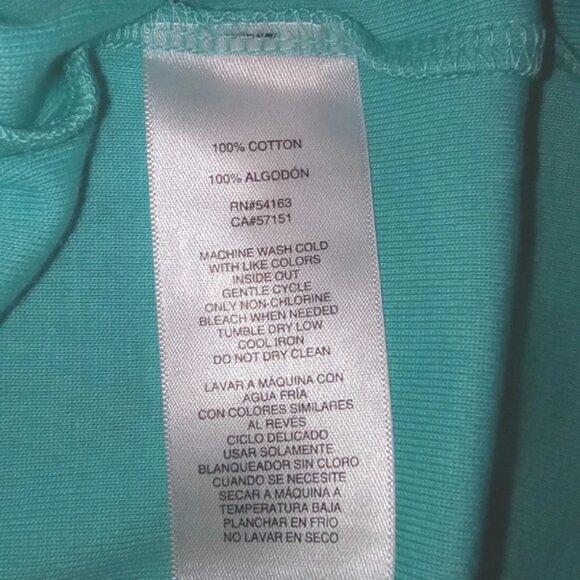 100% COTTON
100% ALGODÓN
RN#54163
CA#57151
MACHINE WASH COLD
WITH LIKE COLORS
INSIDE OUT
GENTLE CYCLE
ONLY NON-CHLORINE
BLEACH WHEN NEEDED
TUMBLE DRY LOW
COOL IRON
DO NOT DRY CLEAN
LAVAR A MÁQUINA CON
AGUA FRÍA
CON COLORES SIMILARES
AL REVÉS
CICLO DELICADO
USAR SOLAMENTE
BLANQUEADOR SIN CLORO
CUANDO SE NECESITE
SECAR A MÁQUINA A
TEMPERATURA BAJA
PLANCHAR EN FRÍO
NO LAVAR EN SECO